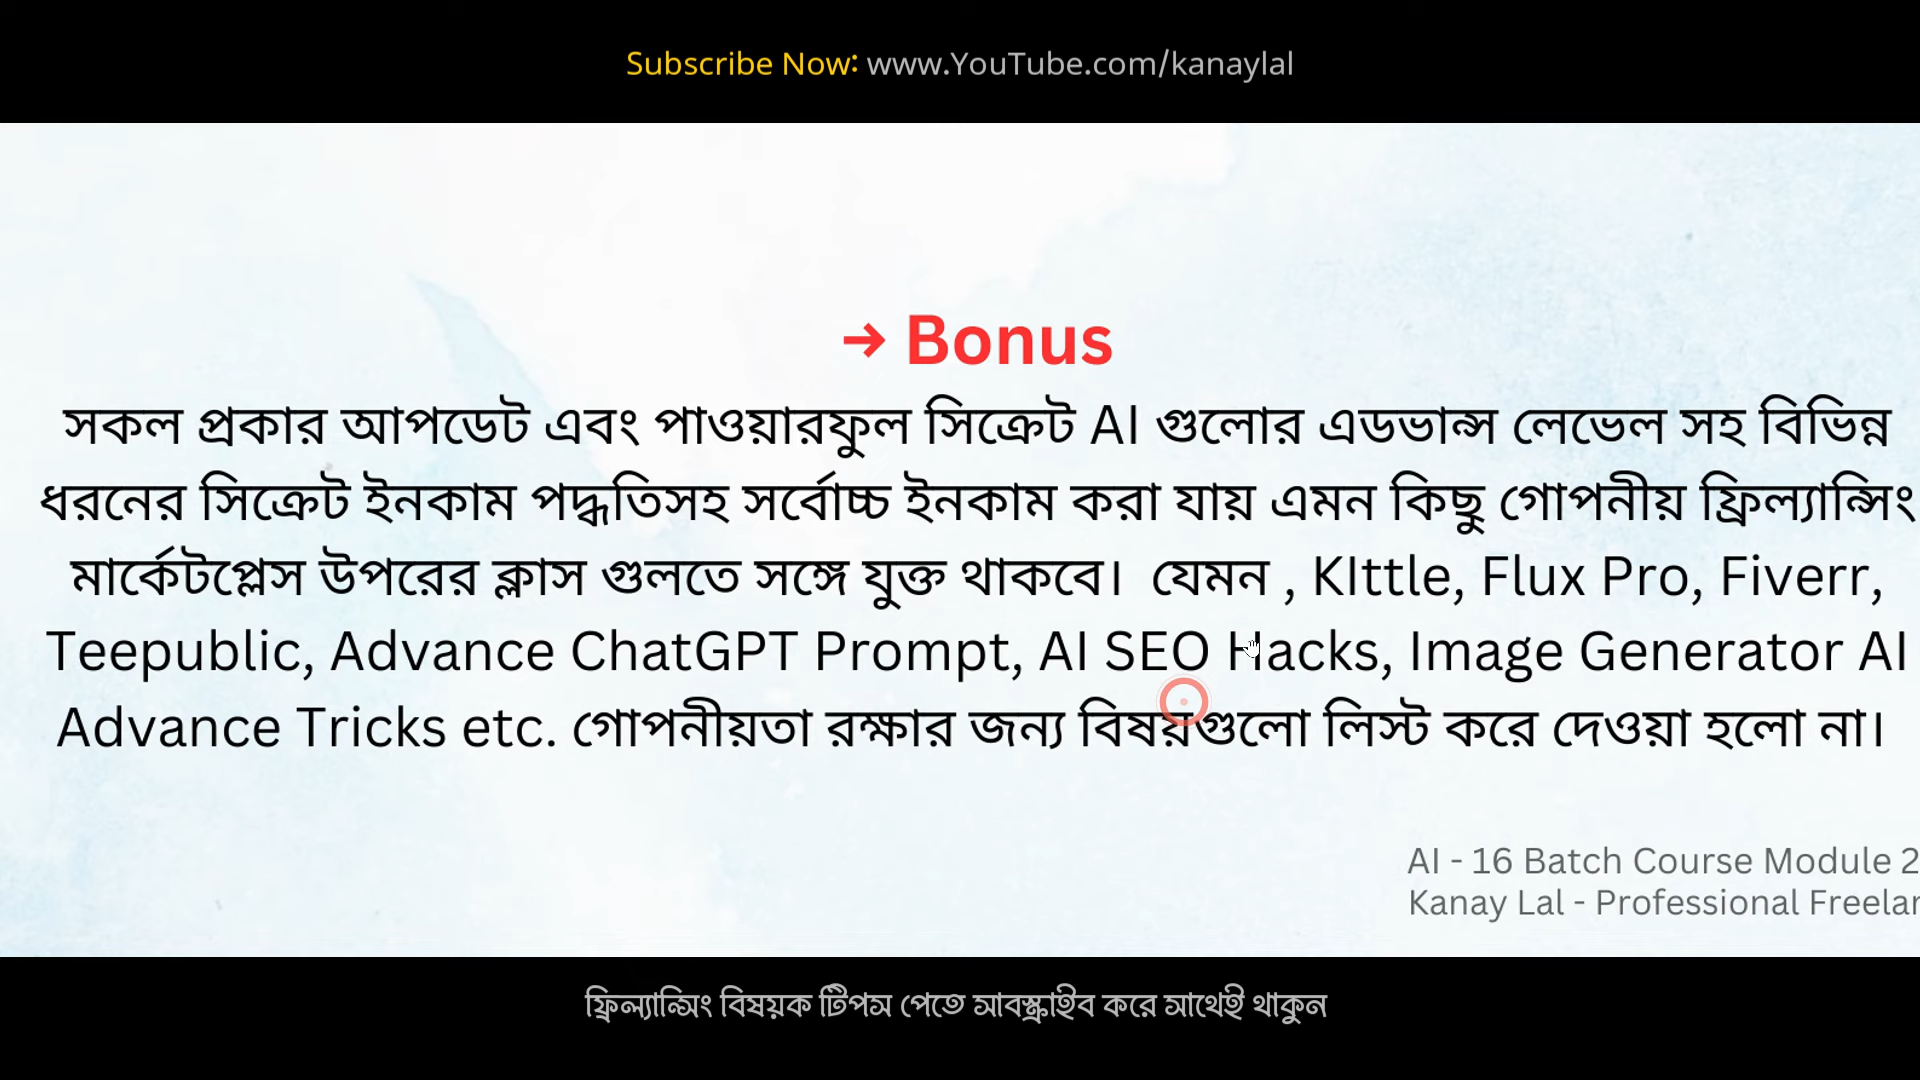 Subscribe Now: www.YouTube.com/kanaylal
→ Bonus
সকল প্রকার আপডেট এবং পাওয়ারফুল সিক্রেট AI গুলোর এডভান্স লেভেল সহ বিভিন্ন
ধরনের সিক্রেট ইনকাম পদ্ধতিসহ সর্বোচ্চ ইনকাম করা যায় এমন কিছু গোপনীয় ফ্রিল্যান্সিং
মার্কেটপ্লেস উপরের ক্লাস গুলতে সঙ্গে যুক্ত থাকবে। যেমন , KIttle, Flux Pro, Fiverr,
Teepublic, Advance ChatGPT Prompt, AI SEO Hacks, Image Generator AI
Advance Tricks etc. গোপনীয়তা রক্ষার জন্য বিষয়গুলো লিস্ট করে দেওয়া হলো না।
AI - 16 Batch Course Module 2
Kanay Lal - Professional
ফ্রিল্যান্সিং বিষয়ক টিপস পেতে সাবস্ক্রাইব করে সাথেই থাকুন